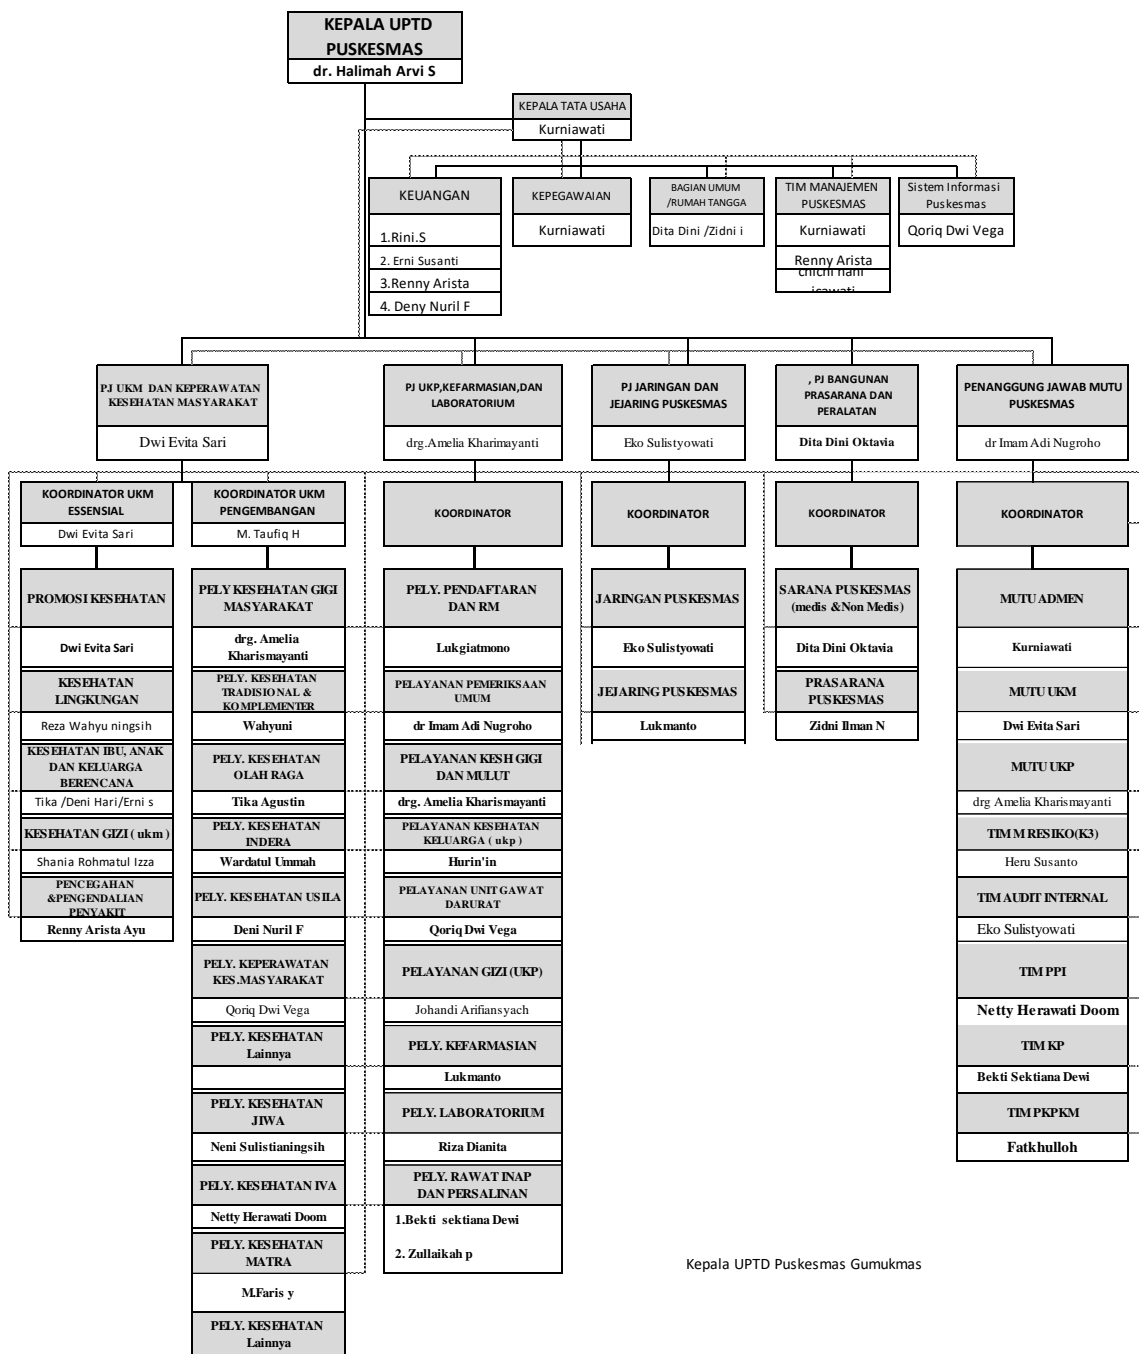 KEPALA UPTD
PUSKESMAS
dr. Halimah Arvi S
KEPALA TATA USAHA
Kurniawati
KEUANGAN
1.Rini.S
2. Erni Susanti
3.Renny Arista
4. Deny Nuril F
KEPEGAWAIAN
Kurniawati
BAGIAN UMUM
/RUMAH TANGGA
Dita Dini /Zidni i
TIM MANAJEMEN
PUSKESMAS
Kurniawati
Renny Arista
Sistem Informasi
Puskesmas
Qoriq Dwi Vega
PJ UKM DAN KEPERAWATAN
KESEHATAN MASYARAKAT
Dwi Evita Sari
PJ UKP,KEFARMASIAN,DAN
LABORATORIUM
drg.Amelia Kharimayanti
PJ JARINGAN DAN
JEJARING PUSKESMAS
Eko Sulistyowati
, PJ BANGUNAN
PRASARANA DAN
PERALATAN
Dita Dini Oktavia
PENANGGUNG JAWAB MUTU
PUSKESMAS
dr Imam Adi Nugroho
KOORDINATOR UKM
ESSENSIAL
Dwi Evita Sari
PROMOSI KESEHATAN
Dwi Evita Sari
KESEHATAN
LINGKUNGAN
Reza Wahyu ningsih
KESEHATAN IBU, ANAK
DAN KELUARGA
BERENCANA
Tika /Deni Hari/Erni s
KESEHATAN GIZI ( ukm )
Shania Rohmatul Izza
PENCEGAHAN
&PENGENDALIAN
PENYAKIT
Renny Arista Ayu
KOORDINATOR UKM
PENGEMBANGAN
M. Taufiq H
PELY KESEHATAN GIGI
MASYARAKAT
drg. Amelia
Kharismayanti
PELY. KESEHATAN
TRADISIONAL &
KOMPLEMENTER
Wahyuni
PELY. KESEHATAN
OLAH RAGA
Tika Agustin
PELY. KESEHATAN
INDERA
Wardatul Ummah
PELY. KESEHATAN USILA
Deni Nuril F
PELY. KEPERAWATAN
KES.MASYARAKAT
Qoriq Dwi Vega
PELY. KESEHATAN
Lainnya
PELY. KESEHATAN
JIWA
Neni Sulistianingsih
PELY. KESEHATAN IVA
Netty Herawati Doom
PELY. KESEHATAN
MATRA
M.Faris y
PELY. KESEHATAN
Lainnya
KOORDINATOR
PELY. PENDAFTARAN
DAN RM
Lukgiatmono
PELAYANAN PEMERIKSAAN
UMUM
dr Imam Adi Nugroho
PELAYANAN KESH GIGI
DAN MULUT
drg. Amelia Kharismayanti
PELAYANAN KESEHATAN
KELUARGA ( ukp )
Hurin'in
PELAYANAN UNIT GAWAT
DARURAT
Qoriq Dwi Vega
PELAYANAN GIZI (UKP)
Johandi Arifiansyach
PELY. KEFARMASIAN
Lukmanto
PELY. LABORATORIUM
Riza Dianita
PELY. RAWAT INAP
DAN PERSALINAN
1.Bekti sektiana Dewi
2. Zullaikah p
KOORDINATOR
JARINGAN PUSKESMAS
Eko Sulistyowati
JEJARING PUSKESMAS
Lukmanto
KOORDINATOR
SARANA PUSKESMAS
(medis &Non Medis)
Dita Dini Oktavia
PRASARANA
PUSKESMAS
Zidni Ilman N
KOORDINATOR
MUTU ADMEN
Kurniawati
MUTU UKM
Dwi Evita Sari
MUTU UKP
drg Amelia Kharismayanti
TIM M RESIKO(K3)
Heru Susanto
TIM AUDIT INTERNAL
Eko Sulistyowati
TIM PPI
Netty Herawati Doom
TIM KP
Bekti Sektiana Dewi
TIM PKPKM
Fatkhulloh
Kepala UPTD Puskesmas Gumukmas